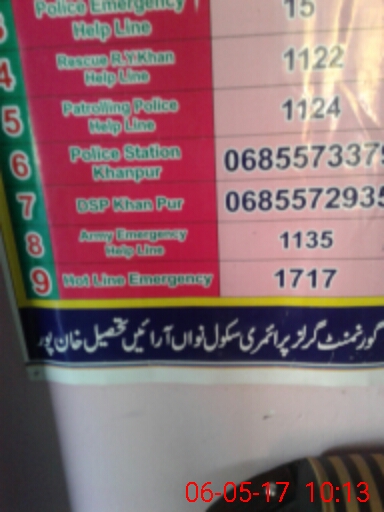 Police Emergency 15
Help Line
4 Rescue R.Y.Khan 1122
Help Line
5 Patrolling Police 1124
Help Line
6 Police Station 0685573379
Khanpur
7 DSP Khan Pur 0685572935
8 Army Emergency 1135
Help Line
9 Hot Line Emergency 1717
گورنمنٹ گرلز پرائمری سکول نواں آرائیں تحصیل خان پور
06-05-17 10:13